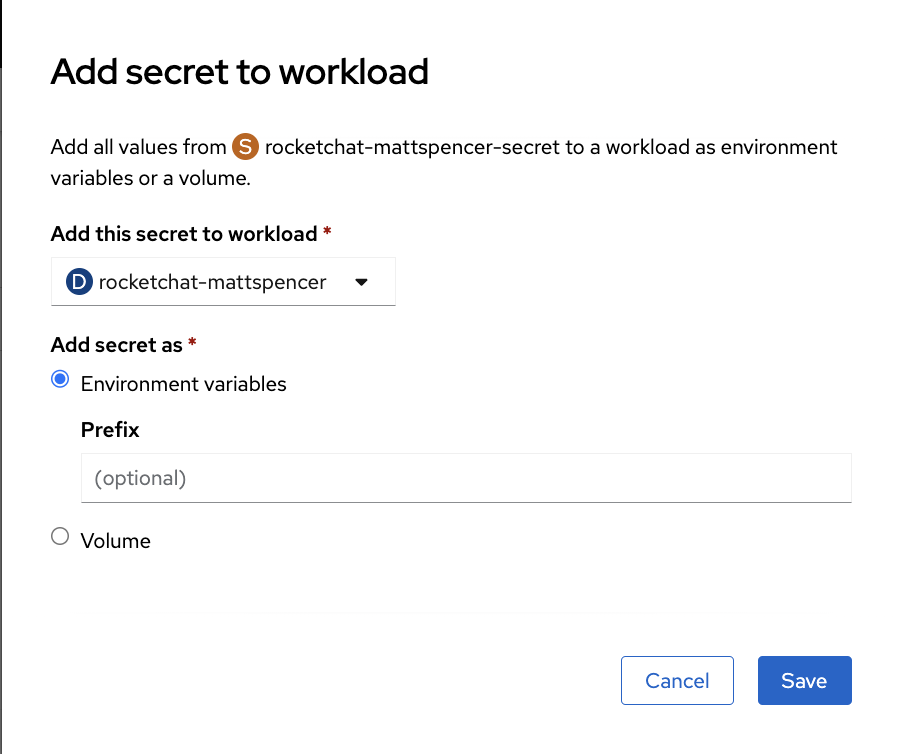 Add secret to workload
Add all values from S rocketchat-mattspencer-secret to a workload as environment
variables or a volume.
Add this secret to workload *
D rocketchat-mattspencer
Add secret as *
Environment variables
Prefix
(optional)
Volume
Cancel Save